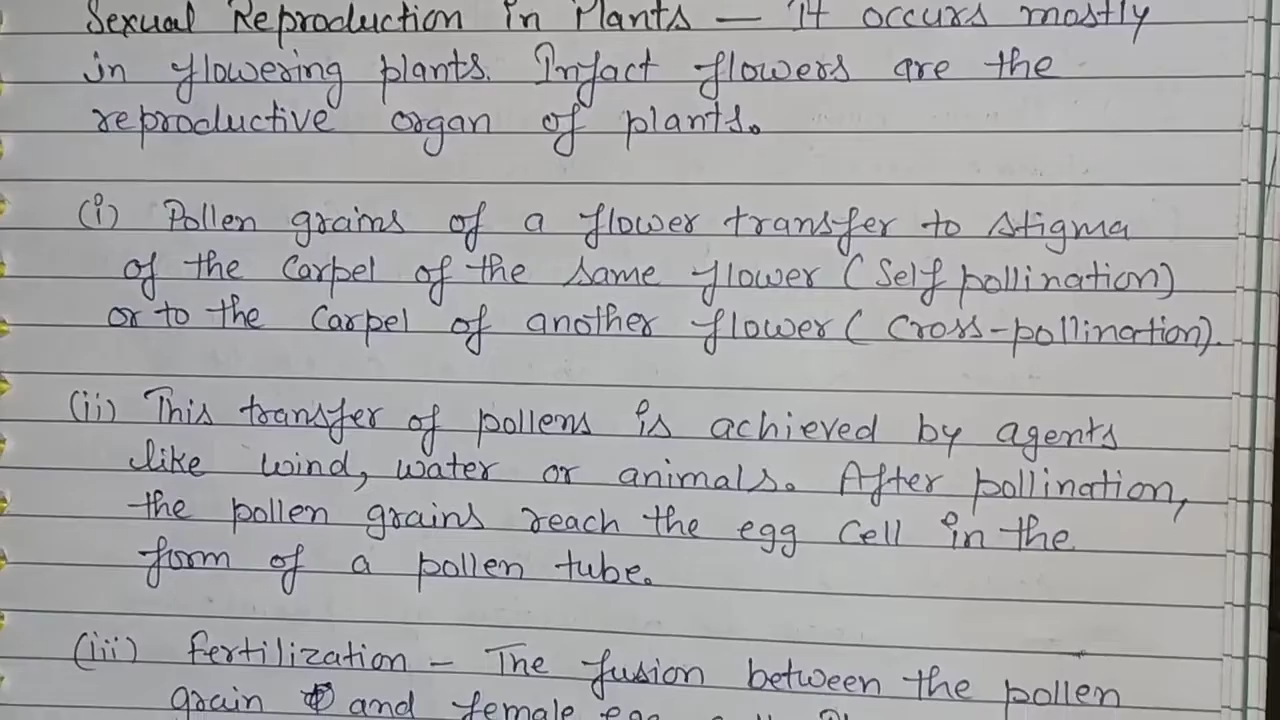 Sexual Reproduction in Plants — It occurs mostly
in flowering plants. Infact flowers are the
reproductive organ of plants.
(i) Pollen grains of a flower transfer to stigma
of the carpel of the same flower (Self pollination)
or to the carpel of another flower (Cross-pollination).
(ii) This transfer of pollens is achieved by agents
like wind, water or animals. After pollination,
the pollen grains reach the egg cell in the
form of a pollen tube.
(iii) Fertilization - The fusion between the pollen
grain and female egg